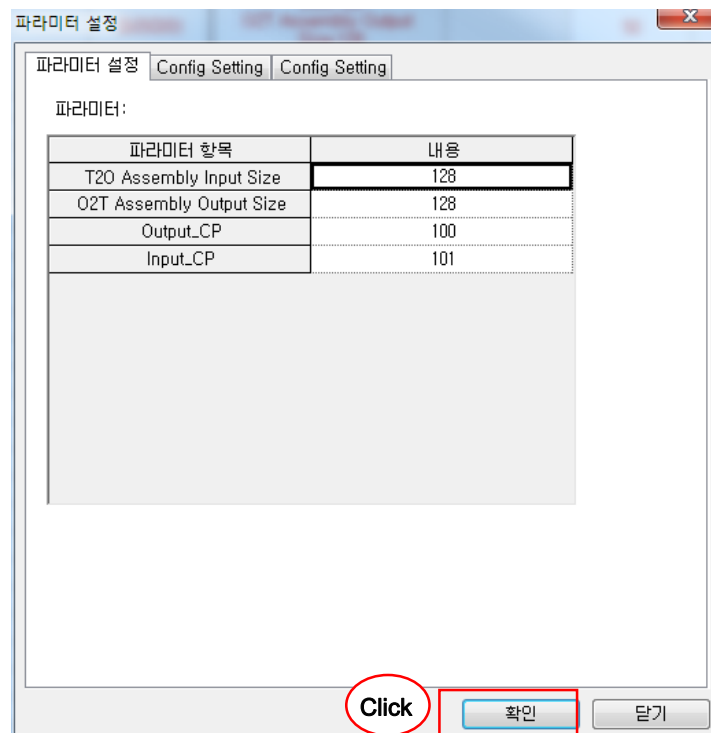 파라미터 설정
파라미터 설정 Config Setting Config Setting
파라미터:
파라미터 항목 내용
T2O Assembly Input Size 128
O2T Assembly Output Size 128
Output_CP 100
Input_CP 101
Click 확인 닫기